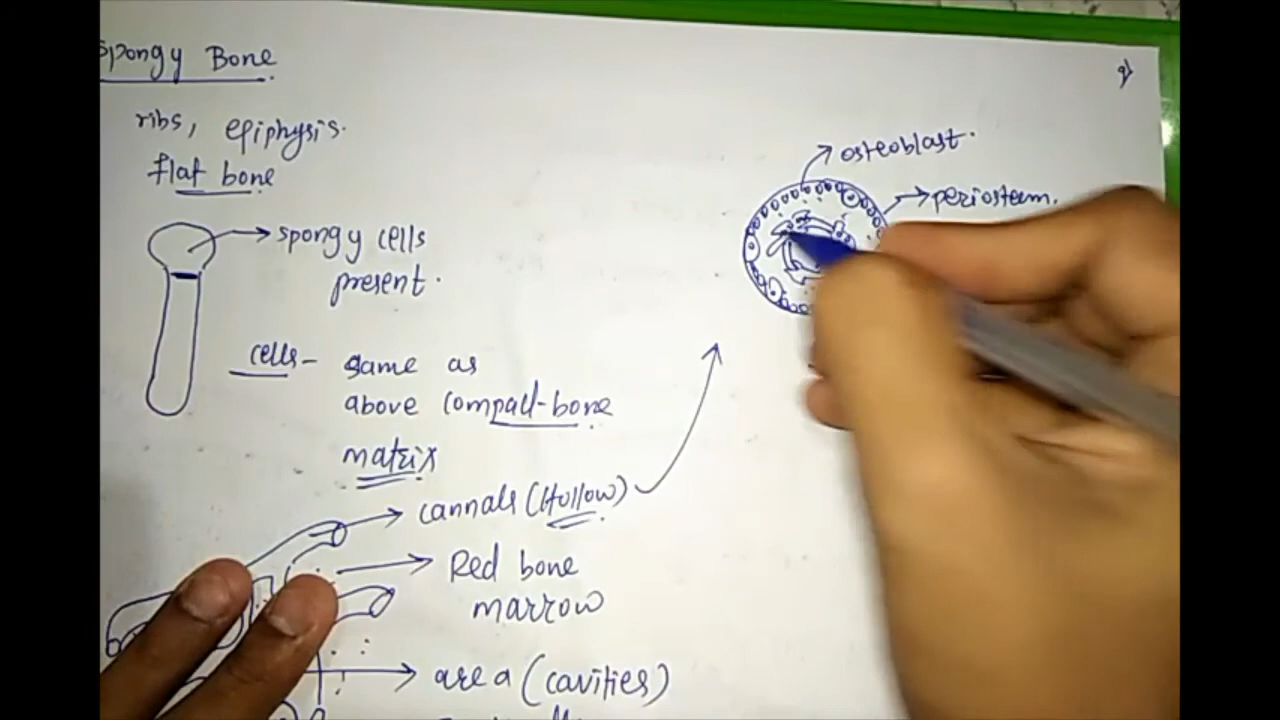 Spongy Bone
ribs, epiphysis.
flat bone
spongy cells
present.
cells - same as
above compact-bone
matrix
cannals (Hollow)
Red bone
marrow
area (cavities)
osteoblast.
periosteum.